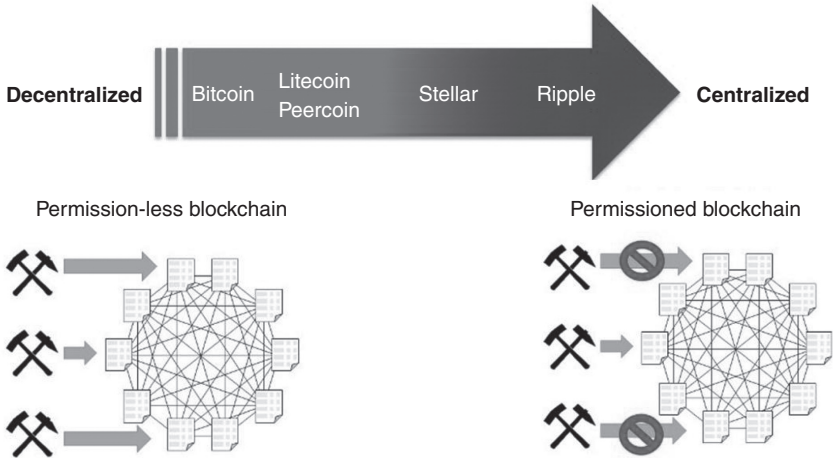 Decentralized
Bitcoin
Litecoin
Peercoin
Stellar
Ripple
Centralized
Permission-less blockchain
Permissioned blockchain